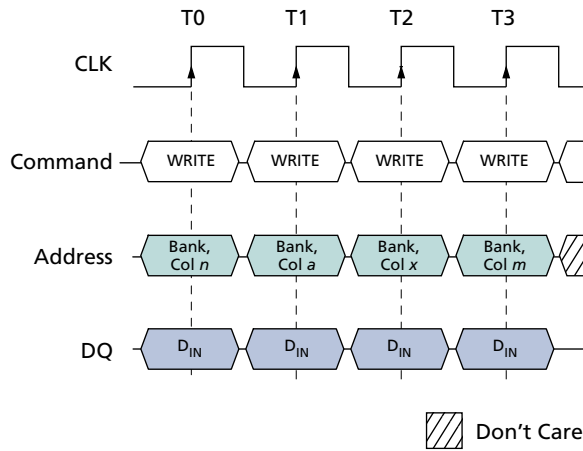 T0 T1 T2 T3
CLK
Command WRITE WRITE WRITE WRITE
Bank, Bank, Bank, Bank,
Address
Col n Col a Col x Col m
DQ DIN DIN DIN DIN
Don't Care